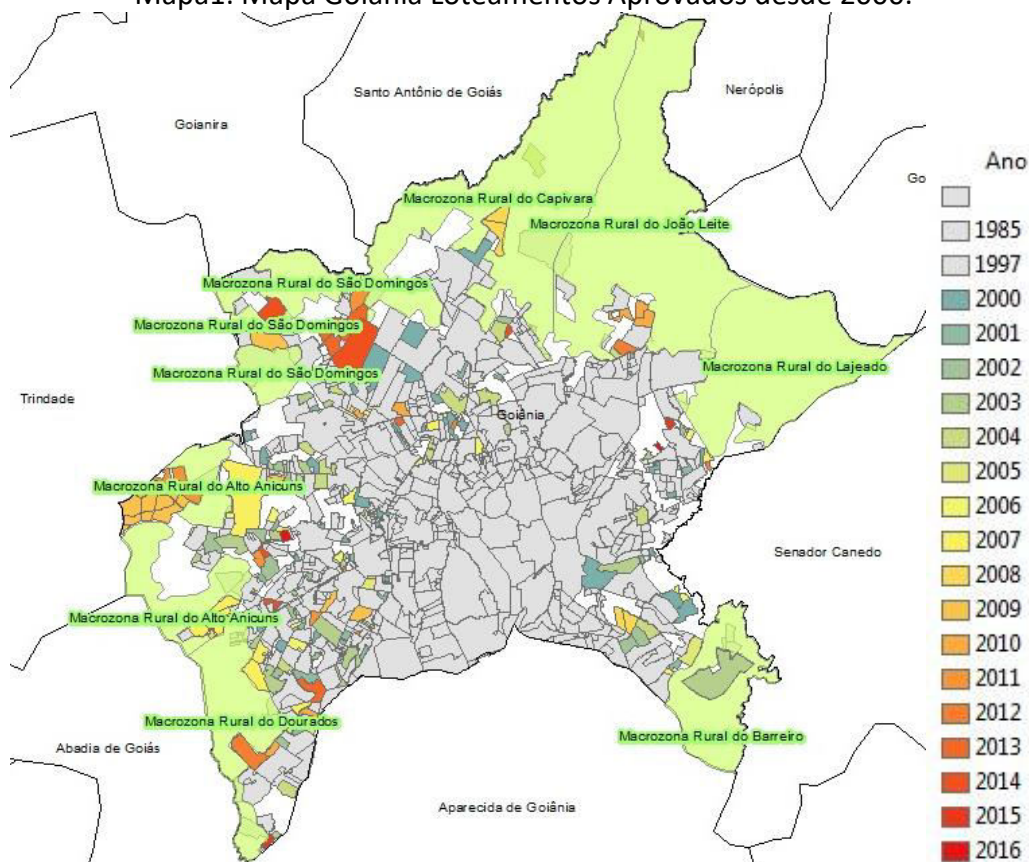 Mapa1: Mapa Goiânia Loteamentos Aprovados desde 2000.
Santo Antônio de Goiás
Nerópolis
Goianira
Go
Macrozona Rural do Capivara
Macrozona Rural do João Leite
Macrozona Rural do São Domingos
Macrozona Rural do São Domingos
Macrozona Rural do São Domingos
Macrozona Rural do Lajeado
Trindade
Goiânia
Macrozona Rural do Alto Anicuns
Senador Canedo
Macrozona Rural do Alto Anicuns
Macrozona Rural do Dourados
Macrozona Rural do Barreiro
Abadia de Goiás
Aparecida de Goiânia
Ano
1985
1997
2000
2001
2002
2003
2004
2005
2006
2007
2008
2009
2010
2011
2012
2013
2014
2015
2016